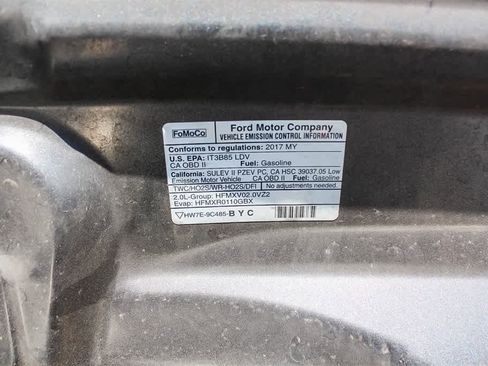 FoMoCo
Ford Motor Company
VEHICLE EMISSION CONTROL INFORMATION
Conforms to regulations: 2017 MY
U.S. EPA: IT3B85 LDV
CA OBD II Fuel: Gasoline
California: SULEV II PZEV PC, CA HSC 39037.05 Low
Emission Motor Vehicle CA OBD II Fuel: Gasoline
TWC/HO2S/WR-HO2S/DFI No adjustments needed.
2.0L-Group: HFMXV02.0VZ2
Evap: HFMXR0110GBX
HW7E-9C485-BYC